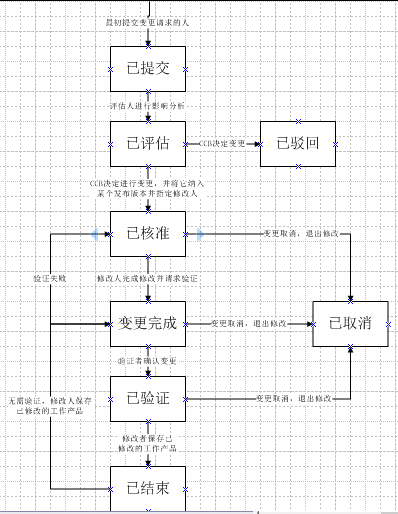 最初提交变更请求的人
已提交
评估人进行影响分析
已评估
CCB决定变更
已驳回
CCB决定进行变更，并将它纳入
某个发布版本并指定修改人
已核准
变更取消，退出修改
验证失败
修改人完成修改并请求验证
变更完成
变更取消，退出修改
已取消
验证者确认变更
已验证
变更取消，退出修改
无需验证，修改人保存
已修改的工作产品
修改者保存已
修改的工作产品
已结束